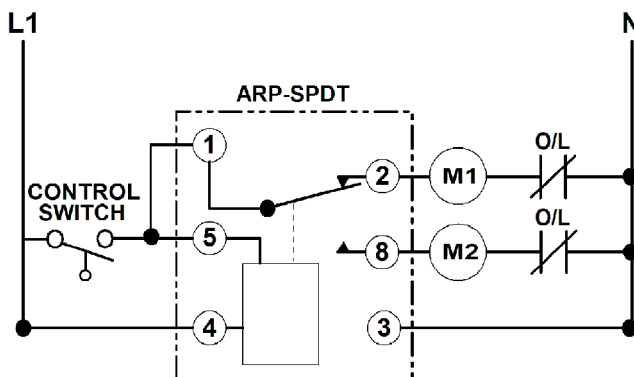 L1
N
ARP-SPDT
1
O/L
2
M1
CONTROL
SWITCH
O/L
5
8
M2
4
3